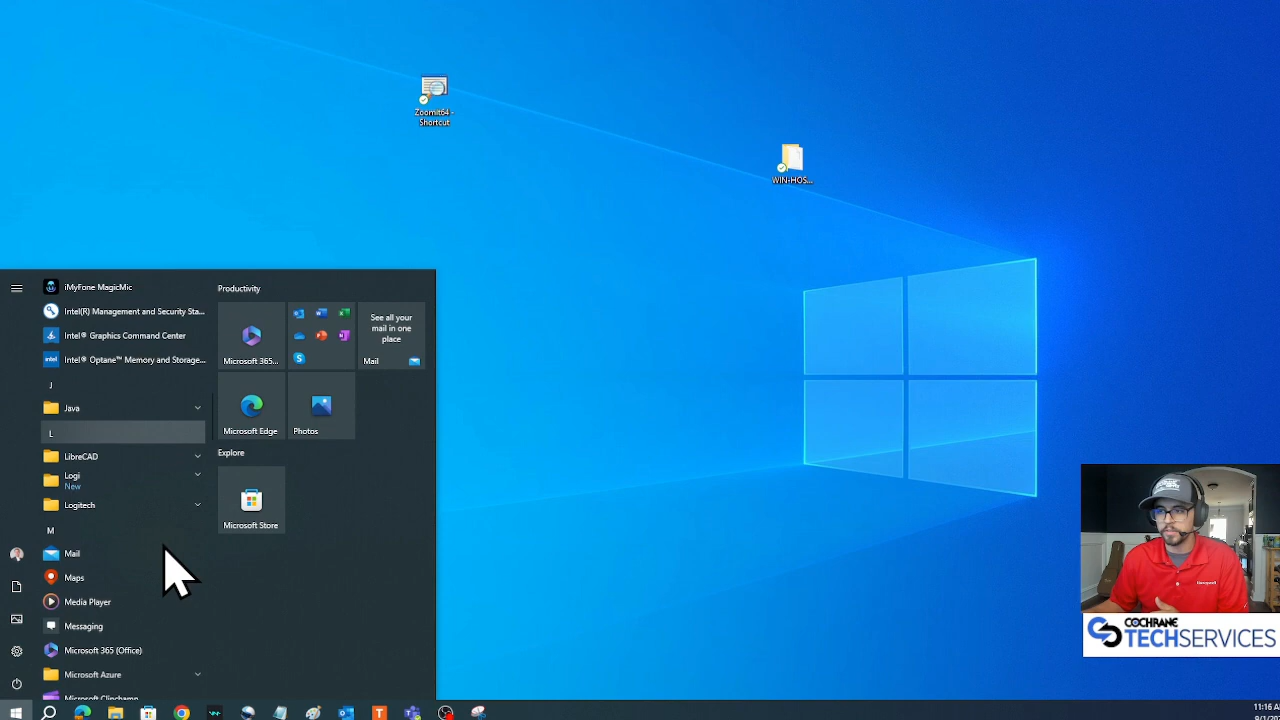 Zoomit64 -
Shortcut
WIN-HOS...
iMyFone MagicMic
Intel(R) Management and Security Sta...
Intel® Graphics Command Center
Intel® Optane™ Memory and Storage...
intel
J
Java
L
LibreCAD
Logi
New
Logitech
M
Mail
Maps
Media Player
Messaging
Microsoft 365 (Office)
Microsoft Azure
Microsoft Clipchamp
Productivity
Microsoft 365...
See all your
mail in one
place
Mail
Microsoft Edge
Photos
Explore
Microsoft Store
Honeywell
COCHRANE
TECHSERVICES
11:16 A